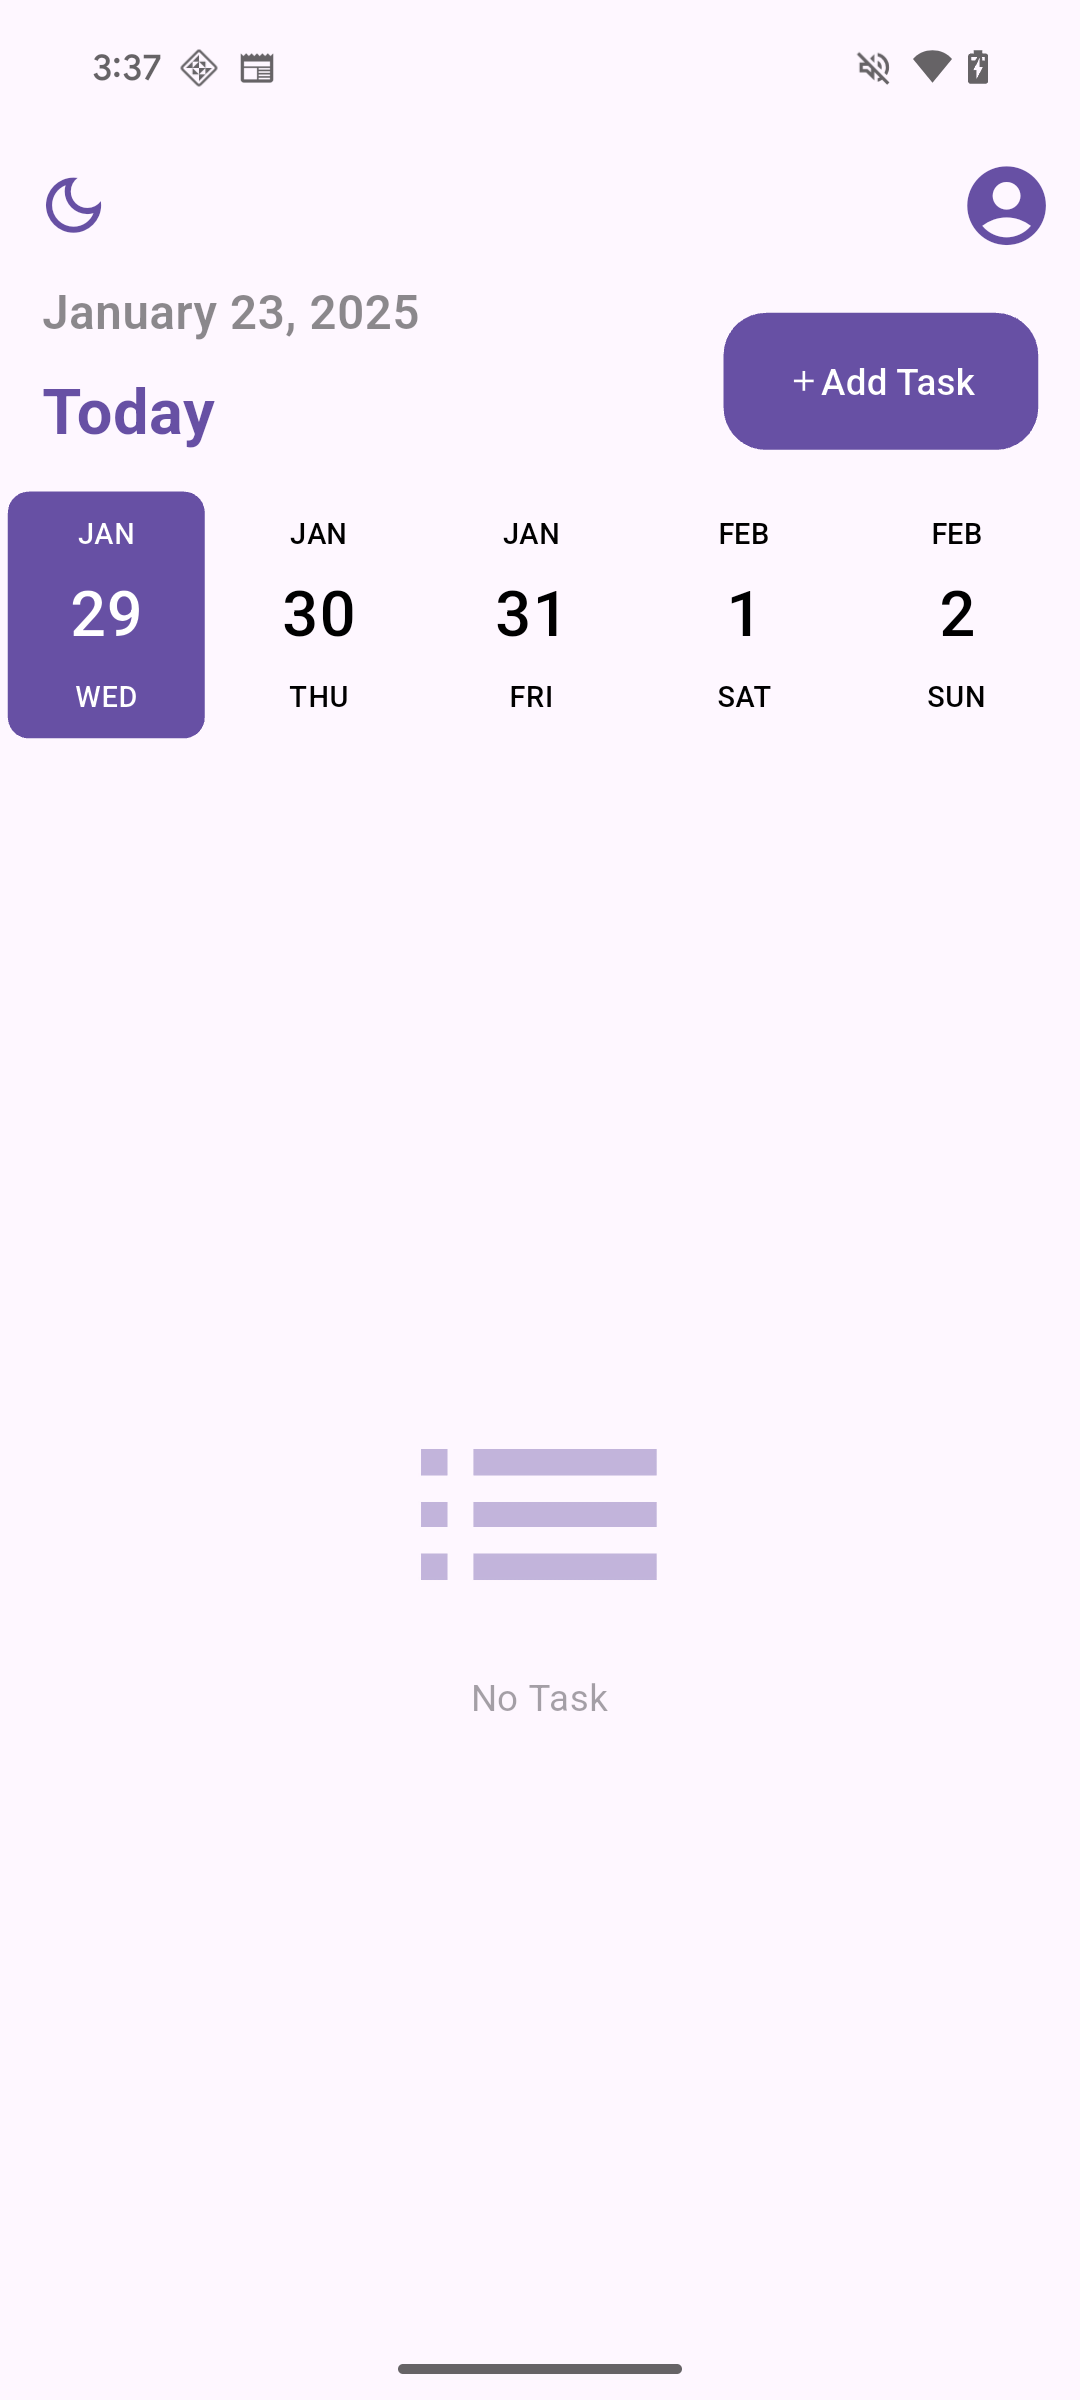 3:37
January 23, 2025
Today
+ Add Task
JAN JAN JAN FEB FEB
29 30 31 1 2
WED THU FRI SAT SUN
No Task